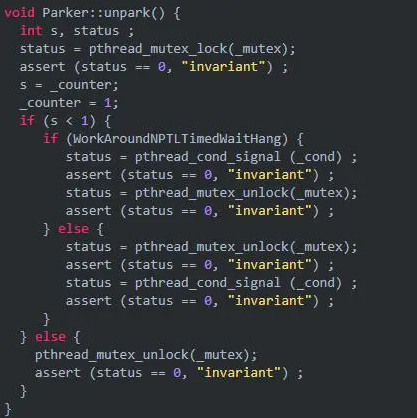 void Parker::unpark() {
  int s, status ;
  status = pthread_mutex_lock(_mutex);
  assert (status == 0, "invariant") ;
  s = _counter;
  _counter = 1;
  if (s < 1) {
     if (WorkAroundNPTLTimedWaitHang) {
        status = pthread_cond_signal (_cond) ;
        assert (status == 0, "invariant") ;
        status = pthread_mutex_unlock(_mutex);
        assert (status == 0, "invariant") ;
     } else {
        status = pthread_mutex_unlock(_mutex);
        assert (status == 0, "invariant") ;
        status = pthread_cond_signal (_cond) ;
        assert (status == 0, "invariant") ;
     }
  } else {
    pthread_mutex_unlock(_mutex);
    assert (status == 0, "invariant") ;
  }
}